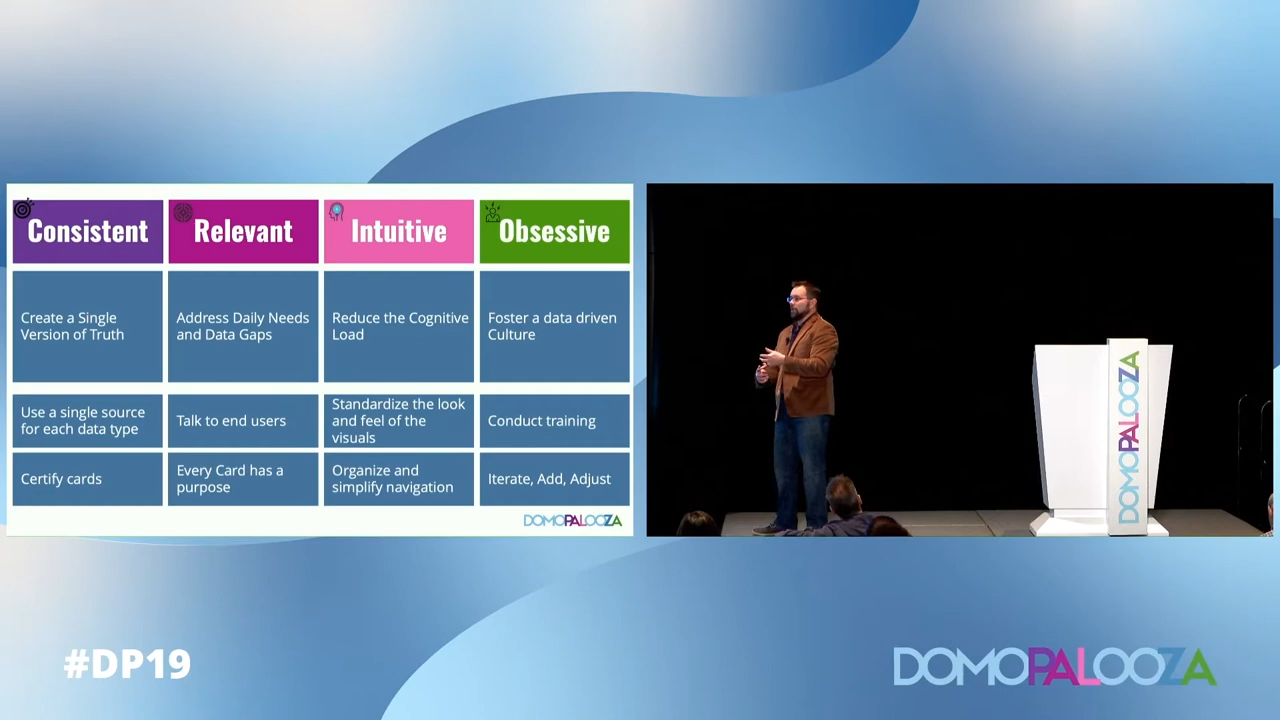 Consistent
Relevant
Intuitive
Obsessive
Create a Single
Version of Truth
Address Daily Needs
and Data Gaps
Reduce the Cognitive
Load
Foster a data driven
Culture
Use a single source
for each data type
Talk to end users
Standardize the look
and feel of the
visuals
Conduct training
Certify cards
Every Card has a
purpose
Organize and
simplify navigation
Iterate, Add, Adjust
DOMOPALOOZA
DOMOPALOOZA
#DP19
DOMOPALOOZA